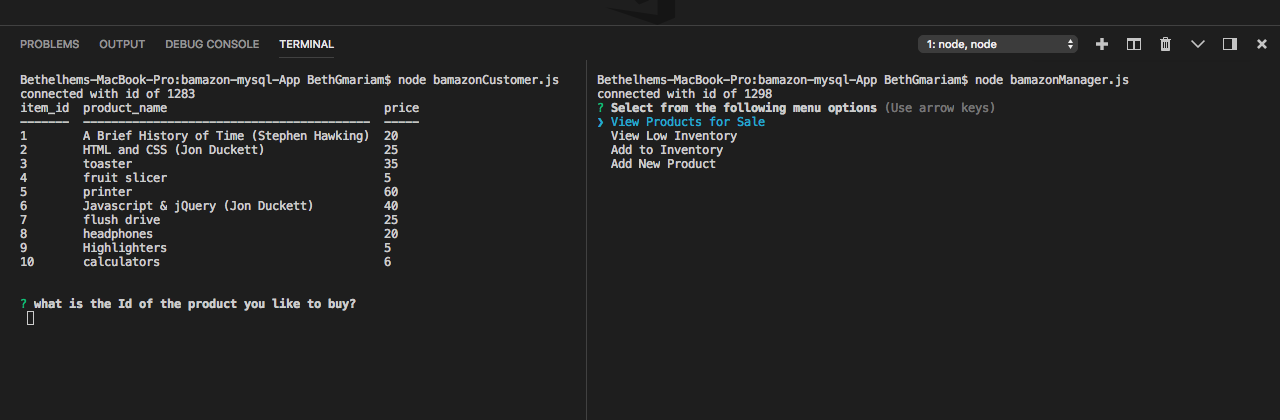 PROBLEMS OUTPUT DEBUG CONSOLE TERMINAL 1: node, node
Bethelhems-MacBook-Pro:bamazon-mysql-App BethGmariam$ node bamazonCustomer.js
connected with id of 1283
item_id product_name price
------- ----------------------------------------- -----
1 A Brief History of Time (Stephen Hawking) 20
2 HTML and CSS (Jon Duckett) 25
3 toaster 35
4 fruit slicer 5
5 printer 60
6 Javascript & jQuery (Jon Duckett) 40
7 flush drive 25
8 headphones 20
9 Highlighters 5
10 calculators 6
? what is the Id of the product you like to buy?
Bethelhems-MacBook-Pro:bamazon-mysql-App BethGmariam$ node bamazonManager.js
connected with id of 1298
? Select from the following menu options (Use arrow keys)
❯ View Products for Sale
View Low Inventory
Add to Inventory
Add New Product